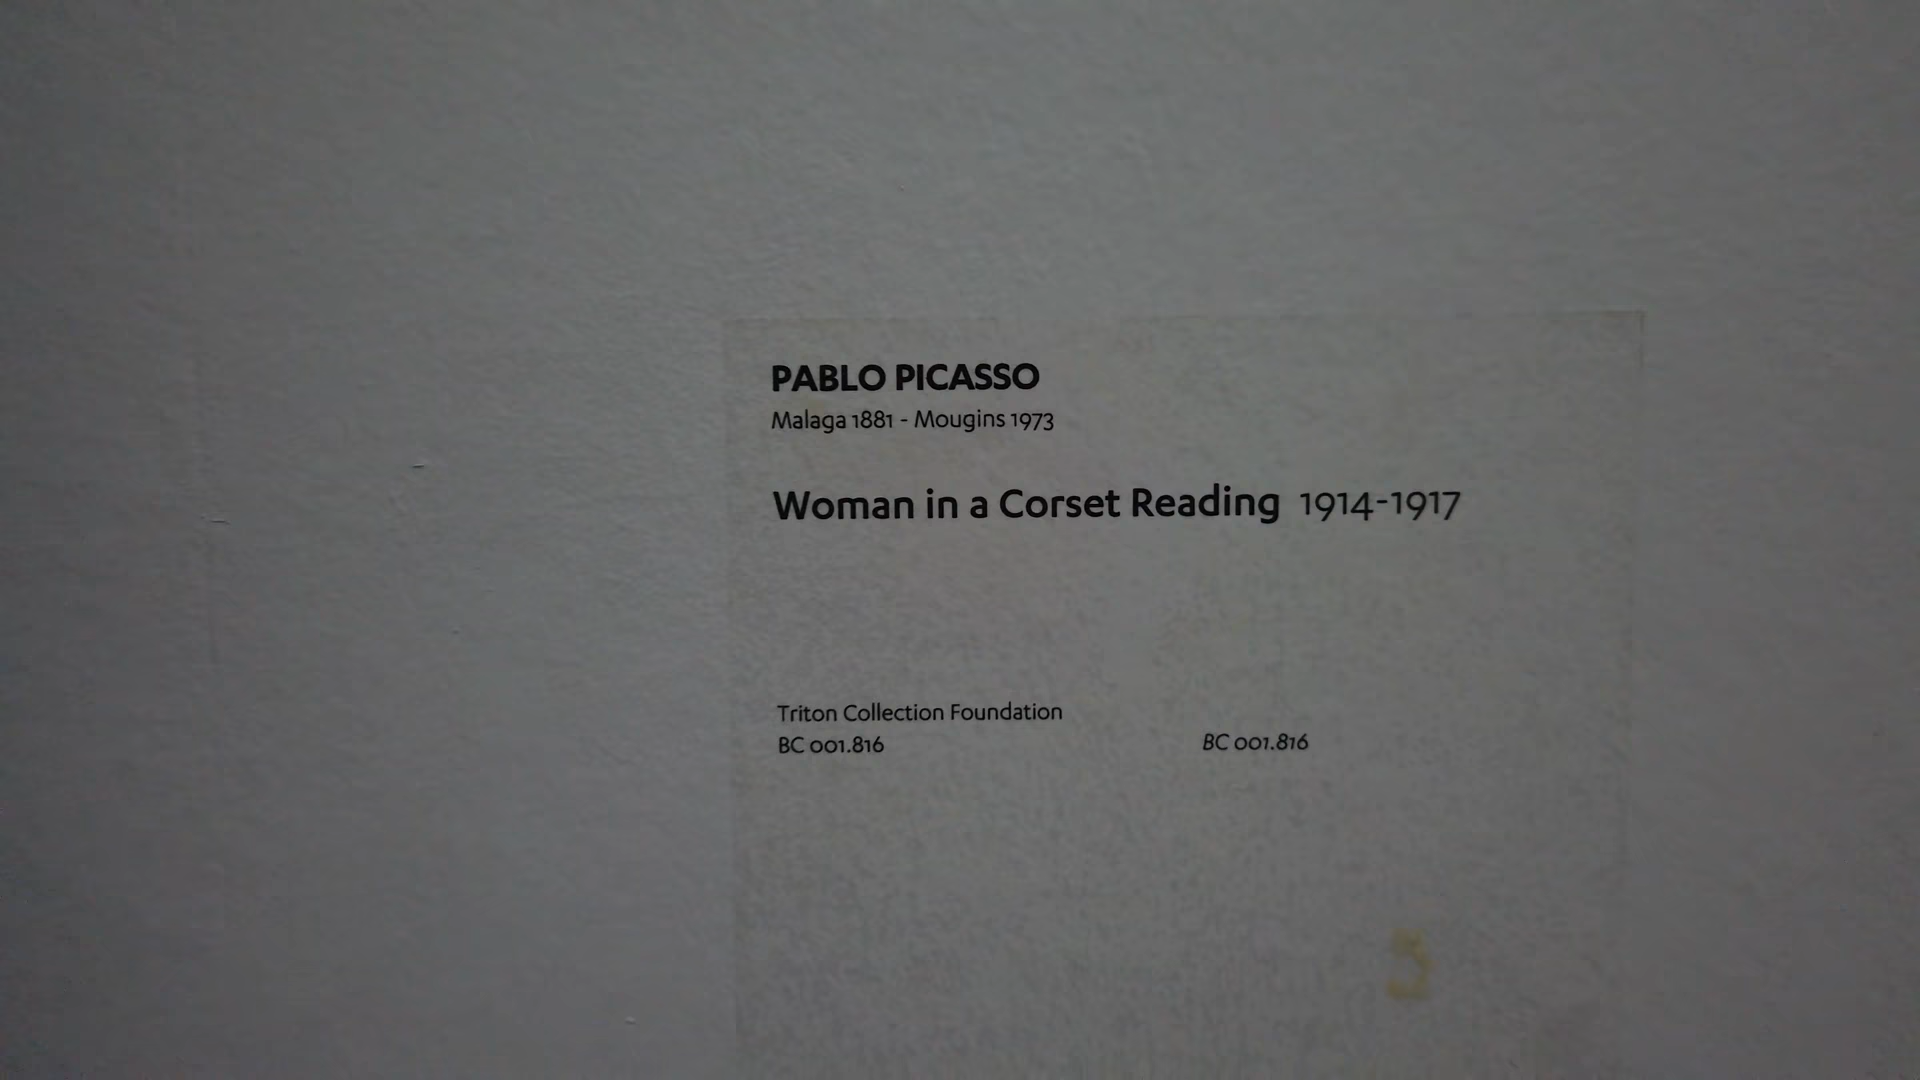 PABLO PICASSO
Malaga 1881 - Mougins 1973
Woman in a Corset Reading 1914-1917
Triton Collection Foundation
BC 001.816
BC 001.816